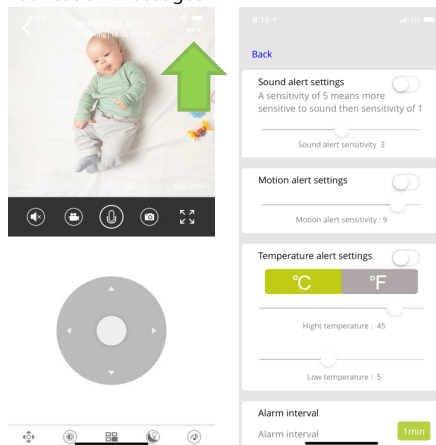 8:13
Back
Sound alert settings
A sensitivity of 5 means more
sensitive to sound then sensitivity of 1
Sound alert sensitivity 3
Motion alert settings
Motion alert sensitivity : 9
Temperature alert settings
°C
°F
Hight temperature : 45
Low temperature : 5
Alarm interval
Alarm interval
1min